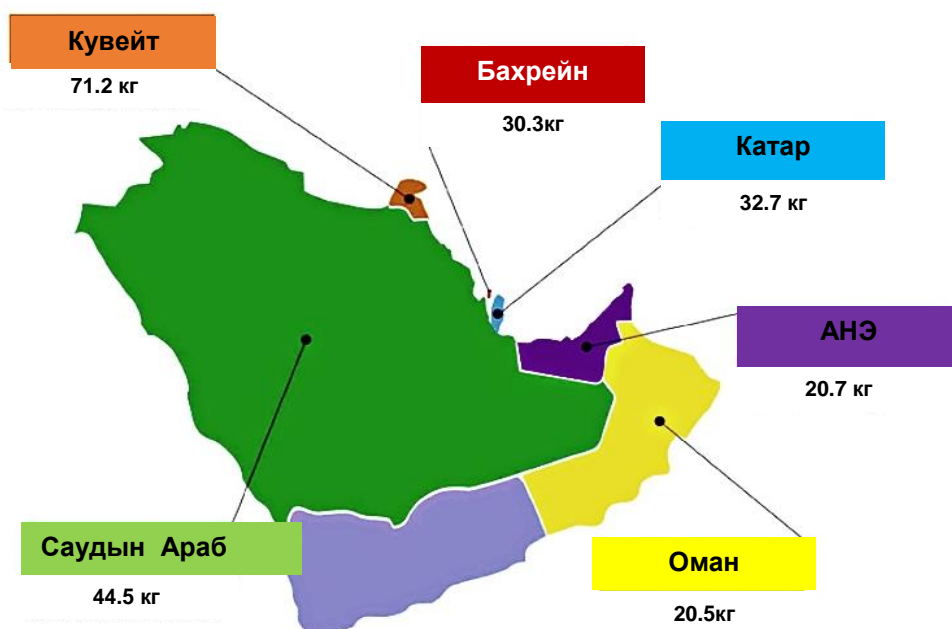 Кувейт
71.2 кг
Бахрейн
30.3кг
Катар
32.7 кг
АНЭ
20.7 кг
Саудын Араб
44.5 кг
Оман
20.5кг